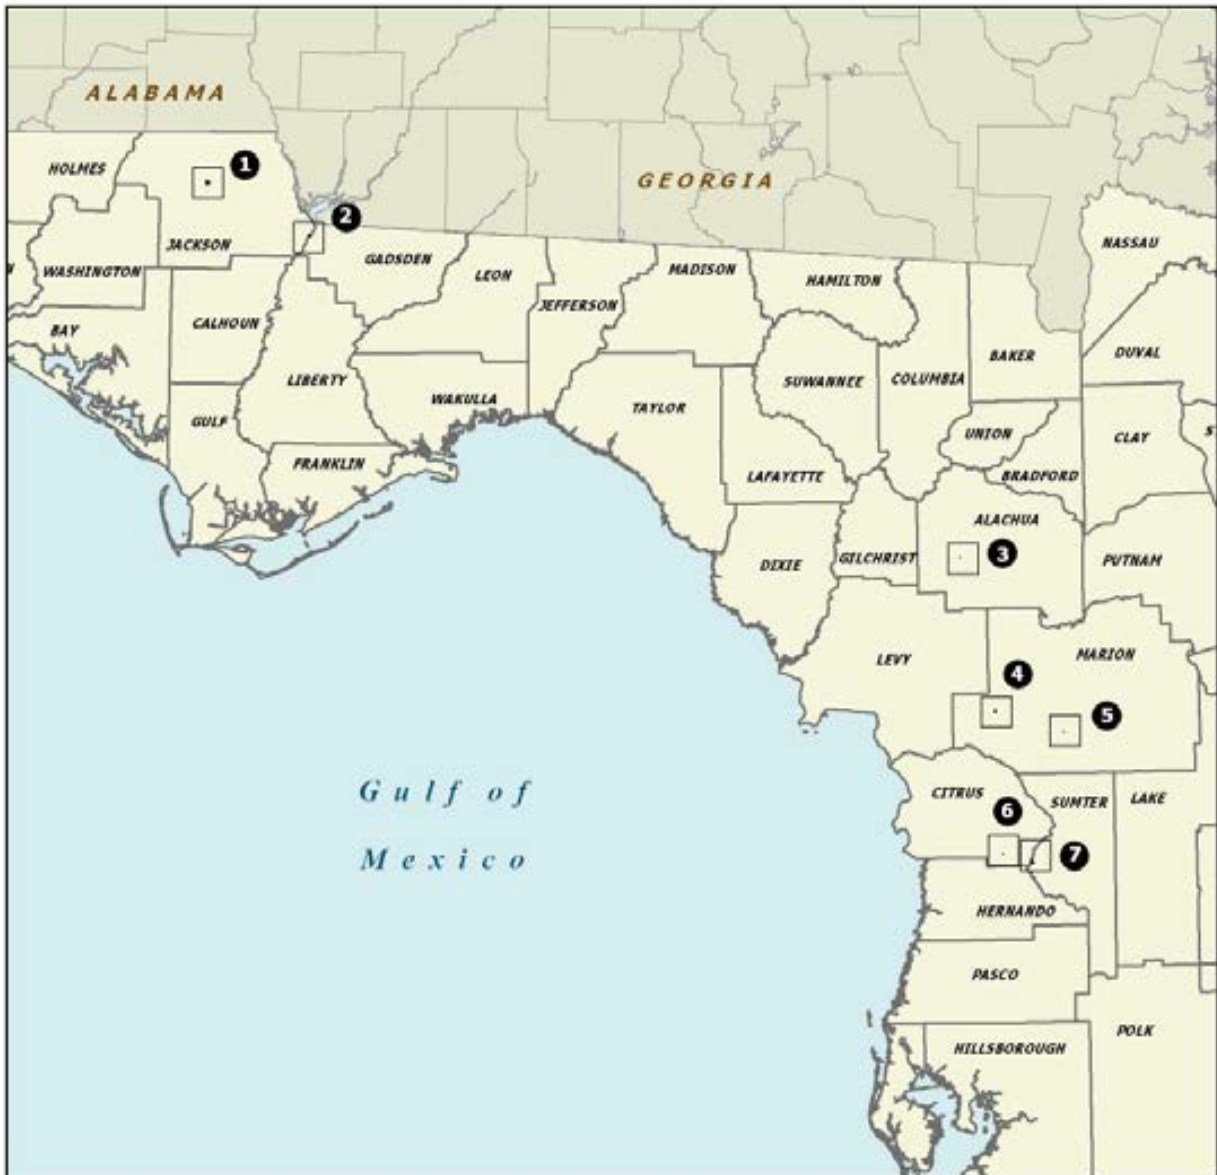 ALABAMA
GEORGIA
HOLMES
1
2
JACKSON
WASHINGTON
N
GADSDEN
LEON
MADISON
HAMILTON
NASSAU
JEFFERSON
BAY
CALHOUN
BAKER
DUVAL
LIBERTY
WAKULLA
TAYLOR
SUWANNEE
COLUMBIA
GULF
UNION
CLAY
S
FRANKLIN
LAFAYETTE
BRADFORD
ALACHUA
3
DIXIE
GILCHRIST
PUTNAM
LEVY
MARION
4
5
Gulf of
Mexico
CITRUS
6
SUMTER
LAKE
7
HERNANDO
PASCO
POLK
HILLSBOROUGH